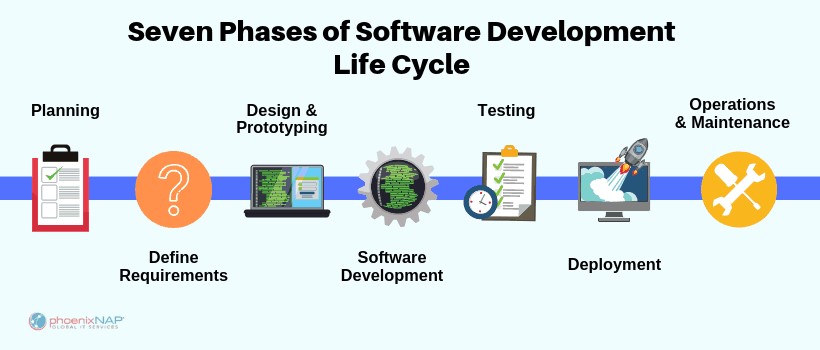 Seven Phases of Software Development
Life Cycle
Planning
Define
Requirements
Design &
Prototyping
Software
Development
Testing
Deployment
Operations
& Maintenance
phoenixNAP
GLOBAL IT SERVICES